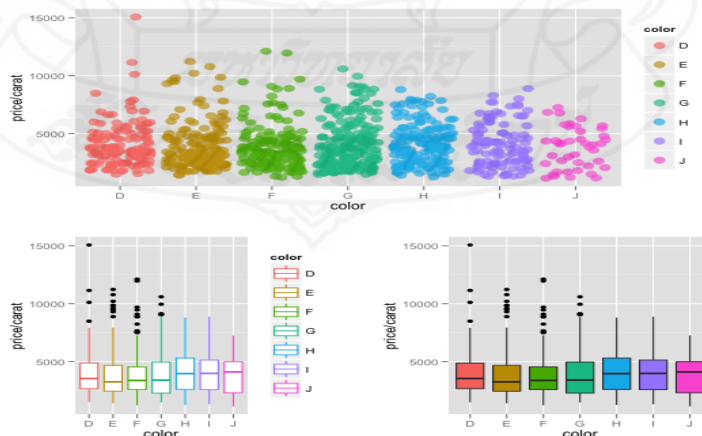 15000
10000
5000
price/carat
D E F G H I J
color
color
D
E
F
G
H
I
J
15000
10000
5000
price/carat
D E F G H I J
color
color
D
E
F
G
H
I
J
15000
10000
5000
price/carat
D E F G H I J
color